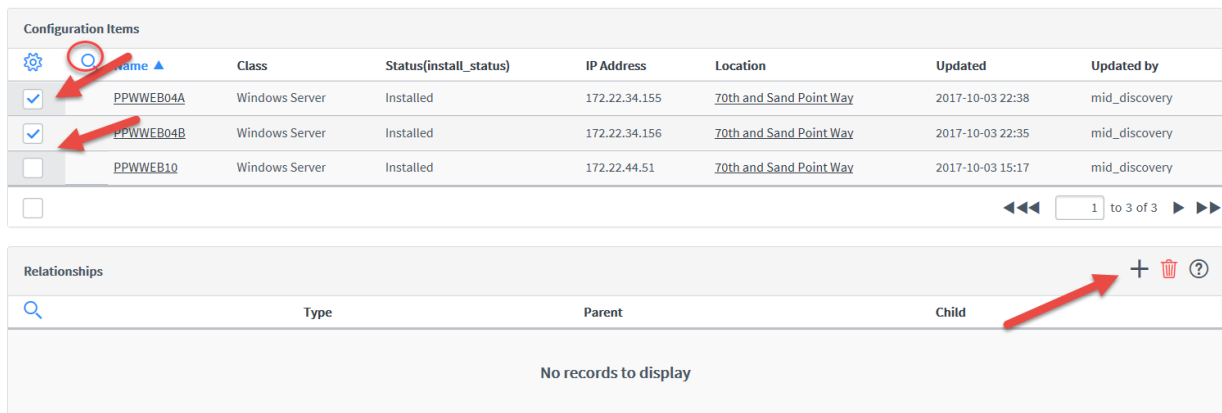 Configuration Items
Name Class Status(install_status) IP Address Location Updated Updated by
PPWWEB04A Windows Server Installed 172.22.34.155 70th and Sand Point Way 2017-10-03 22:38 mid_discovery
PPWWEB04B Windows Server Installed 172.22.34.156 70th and Sand Point Way 2017-10-03 22:35 mid_discovery
PPWWEB10 Windows Server Installed 172.22.44.51 70th and Sand Point Way 2017-10-03 15:17 mid_discovery
1 to 3 of 3
Relationships
Type Parent Child
No records to display